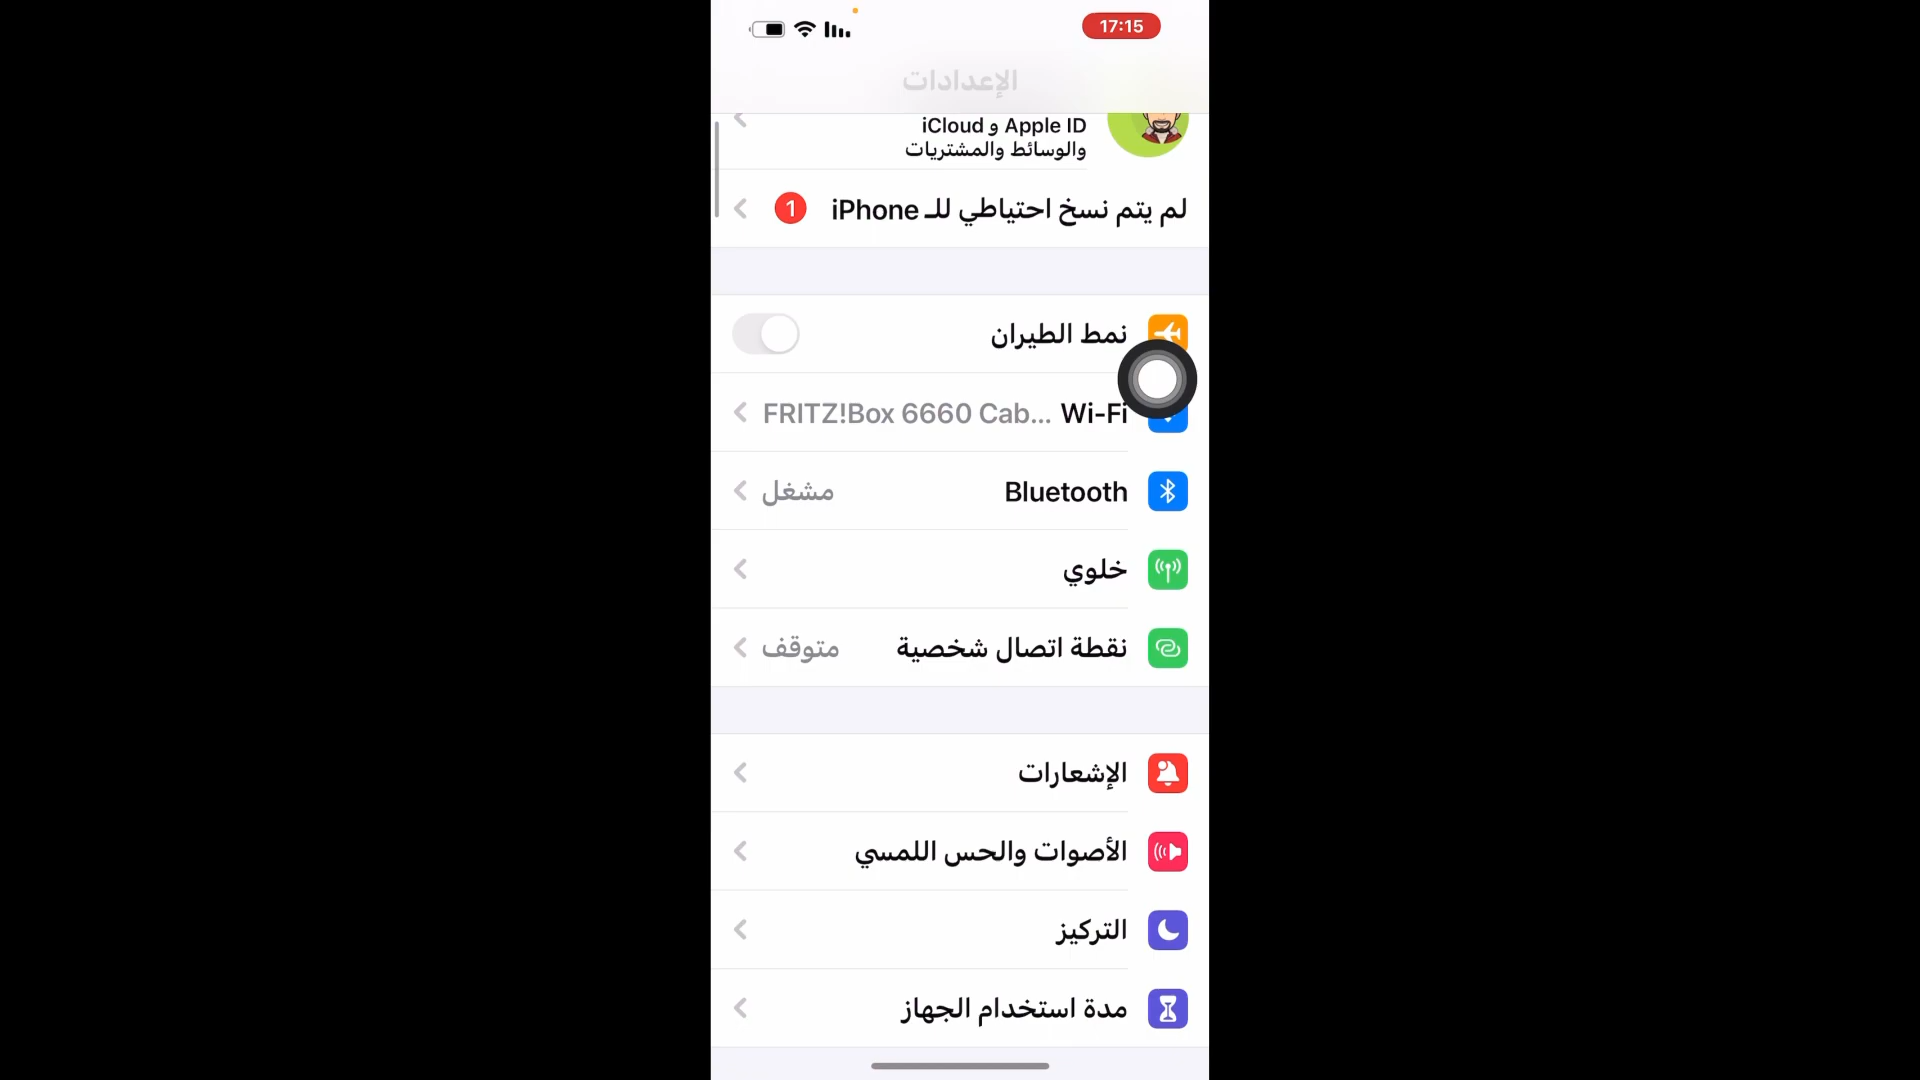 17:15
الإعدادات
Apple ID و iCloud
والوسائط والمشتريات
لم يتم نسخ احتياطي للـ iPhone 1
نمط الطيران
Wi-Fi FRITZ!Box 6660 Cab...
Bluetooth مشغل
خلوي
نقطة اتصال شخصية متوقف
الإشعارات
الأصوات والحس اللمسي
التركيز
مدة استخدام الجهاز